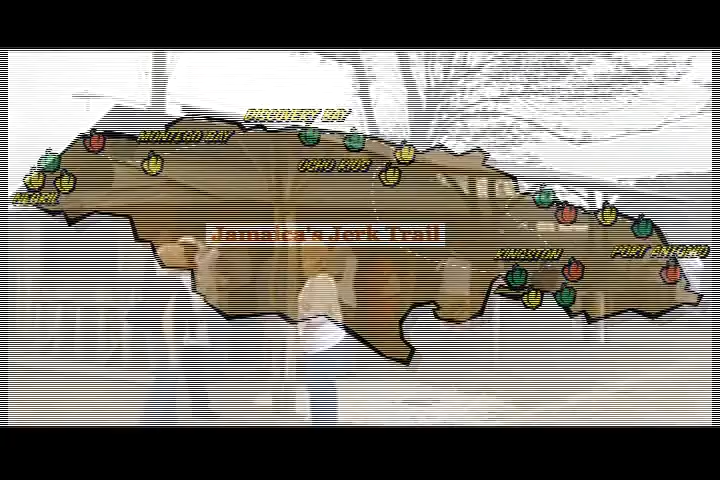 DISCOVERY BAY
MONTEGO BAY
OCHO RIOS
NEGRIL
Jamaica's Jerk Trail
KINGSTON
PORT ANTONIO